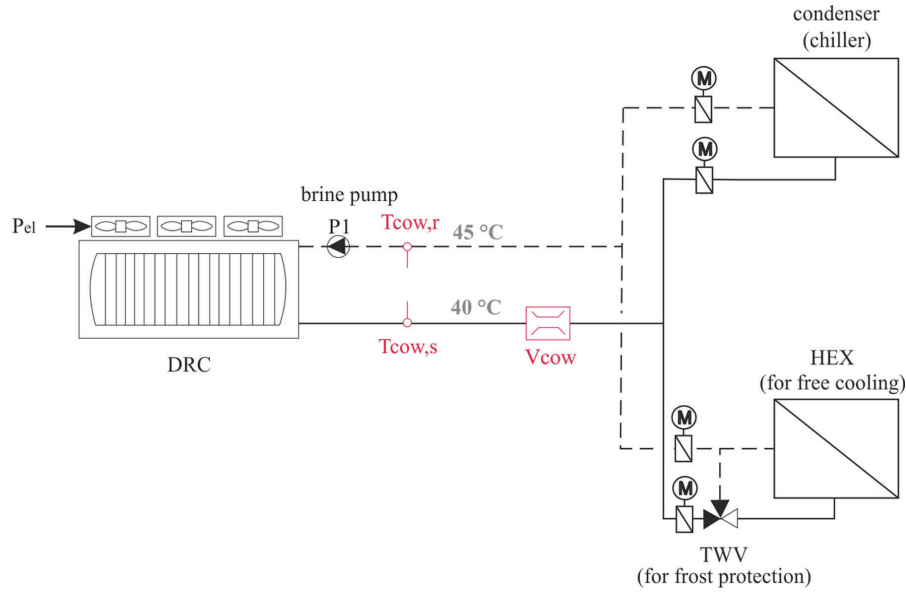 condenser
(chiller)
M
M
brine pump
Pel
P1
Tcow,r
45 °C
40 °C
Tcow,s
Vcow
DRC
HEX
(for free cooling)
M
M
TWV
(for frost protection)